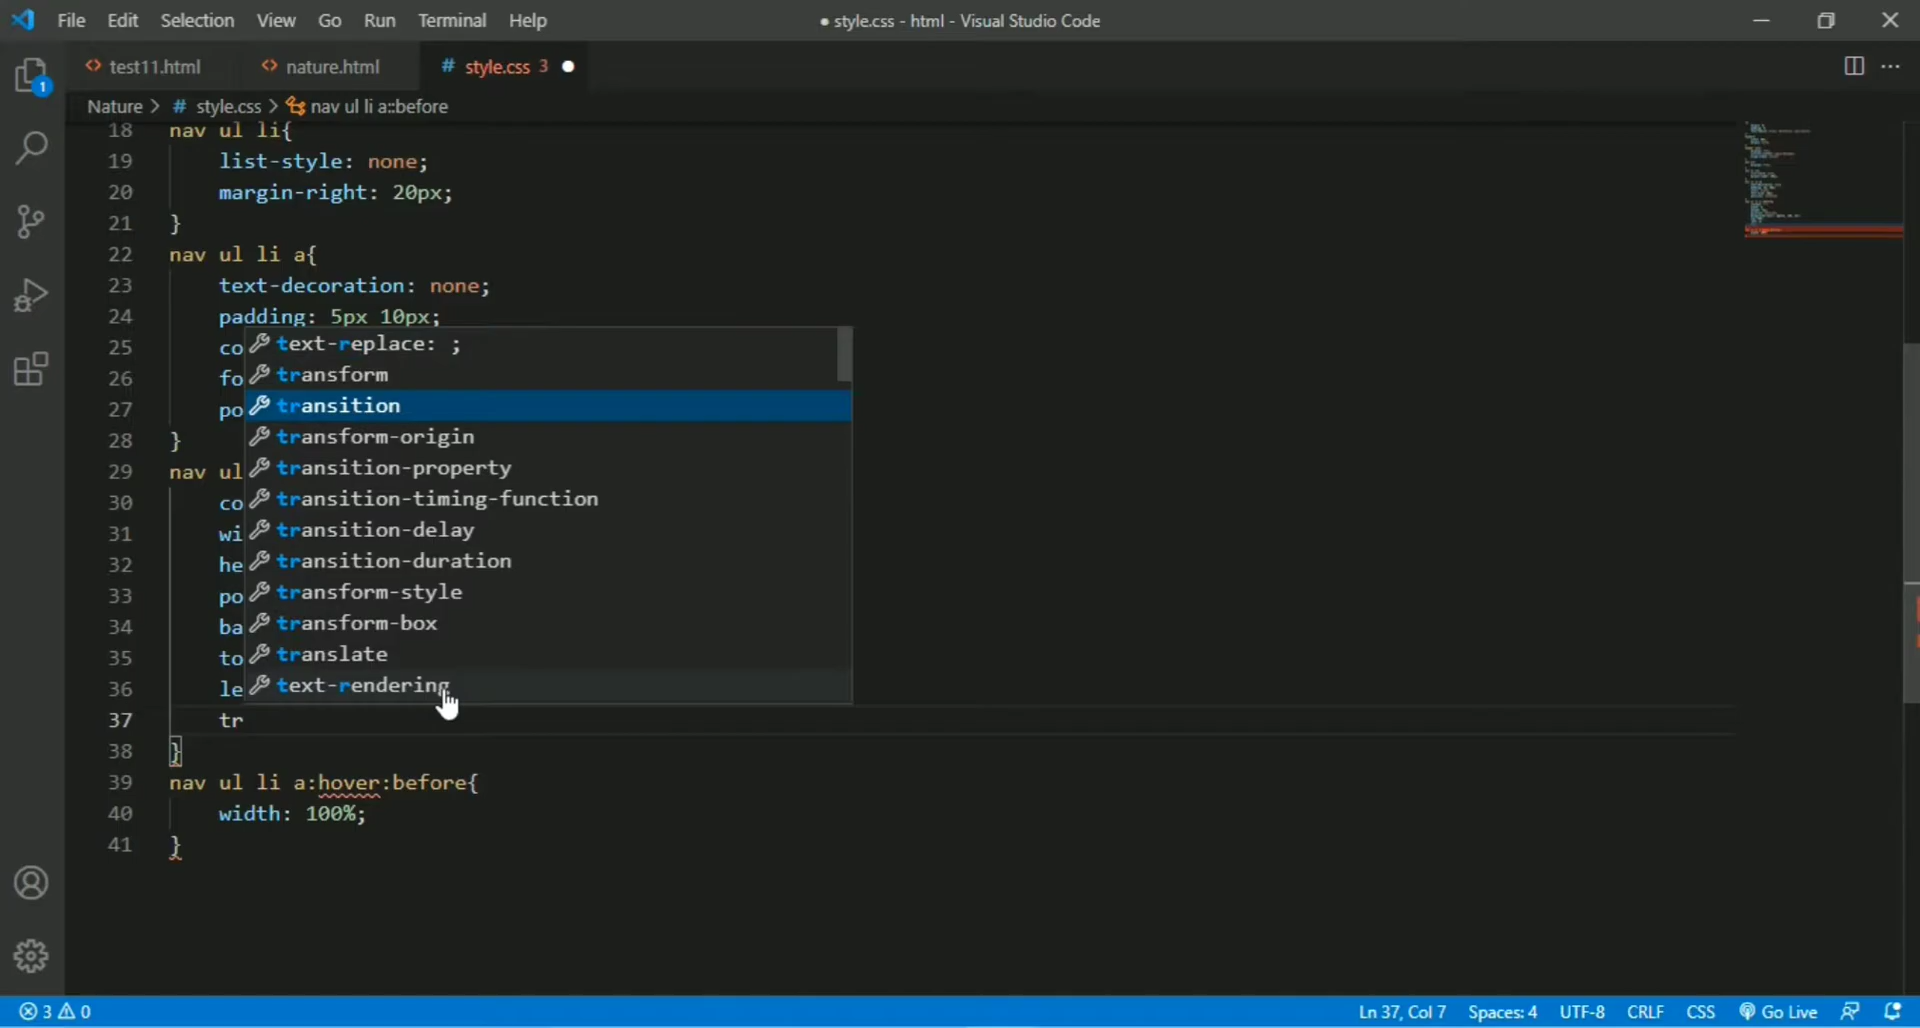 File Edit Selection View Go Run Terminal Help
● style.css - html - Visual Studio Code
test11.html nature.html # style.css 3 ●
1
Nature > # style.css > nav ul li a::before
18 nav ul li{
19 list-style: none;
20 margin-right: 20px;
21 }
22 nav ul li a{
23 text-decoration: none;
24 padding: 5px 10px;
25 co text-replace: ;
26 fo transform
27 po transition
28 } transform-origin
29 nav ul transition-property
30 co transition-timing-function
31 wi transition-delay
32 he transition-duration
33 po transform-style
34 ba transform-box
35 to translate
36 le text-rendering
37 tr
38 }
39 nav ul li a:hover:before{
40 width: 100%;
41 }
3 0 Ln 37, Col 7 Spaces: 4 UTF-8 CRLF CSS Go Live